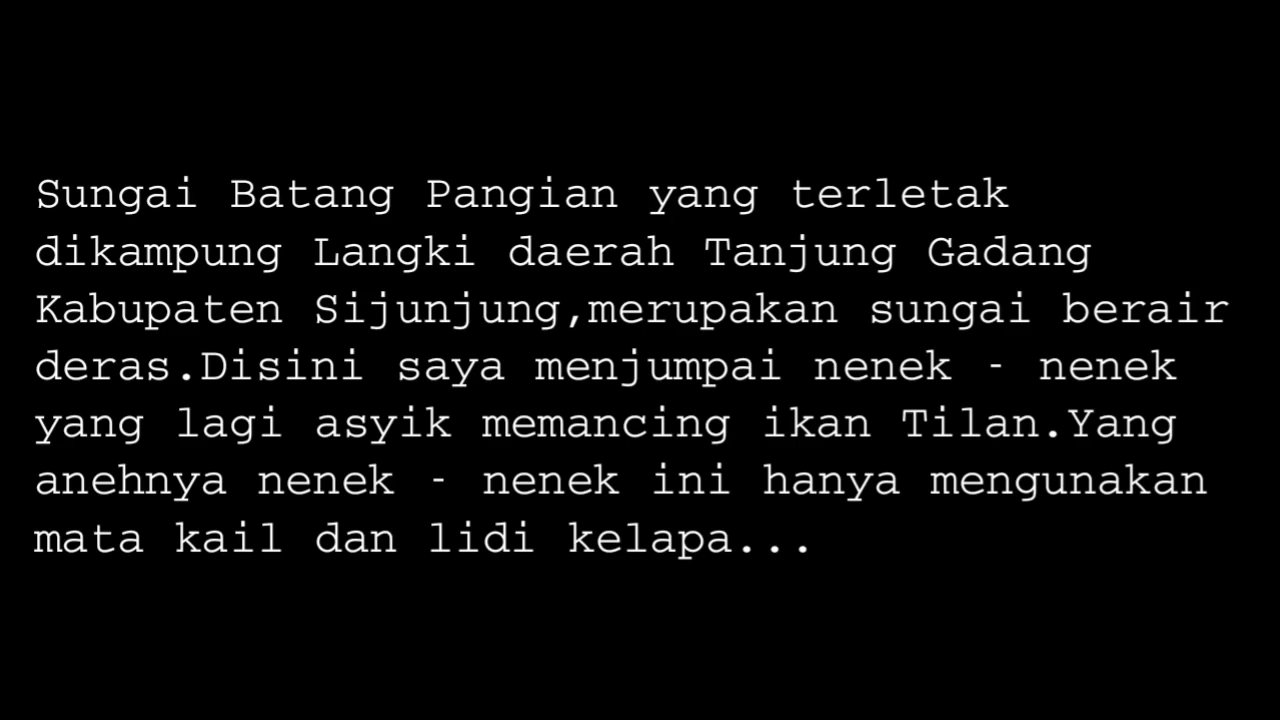 Sungai Batang Pangian yang terletak
dikampung Langki daerah Tanjung Gadang
Kabupaten Sijunjung,merupakan sungai berair
deras.Disini saya menjumpai nenek - nenek
yang lagi asyik memancing ikan Tilan.Yang
anehnya nenek - nenek ini hanya mengunakan
mata kail dan lidi kelapa...